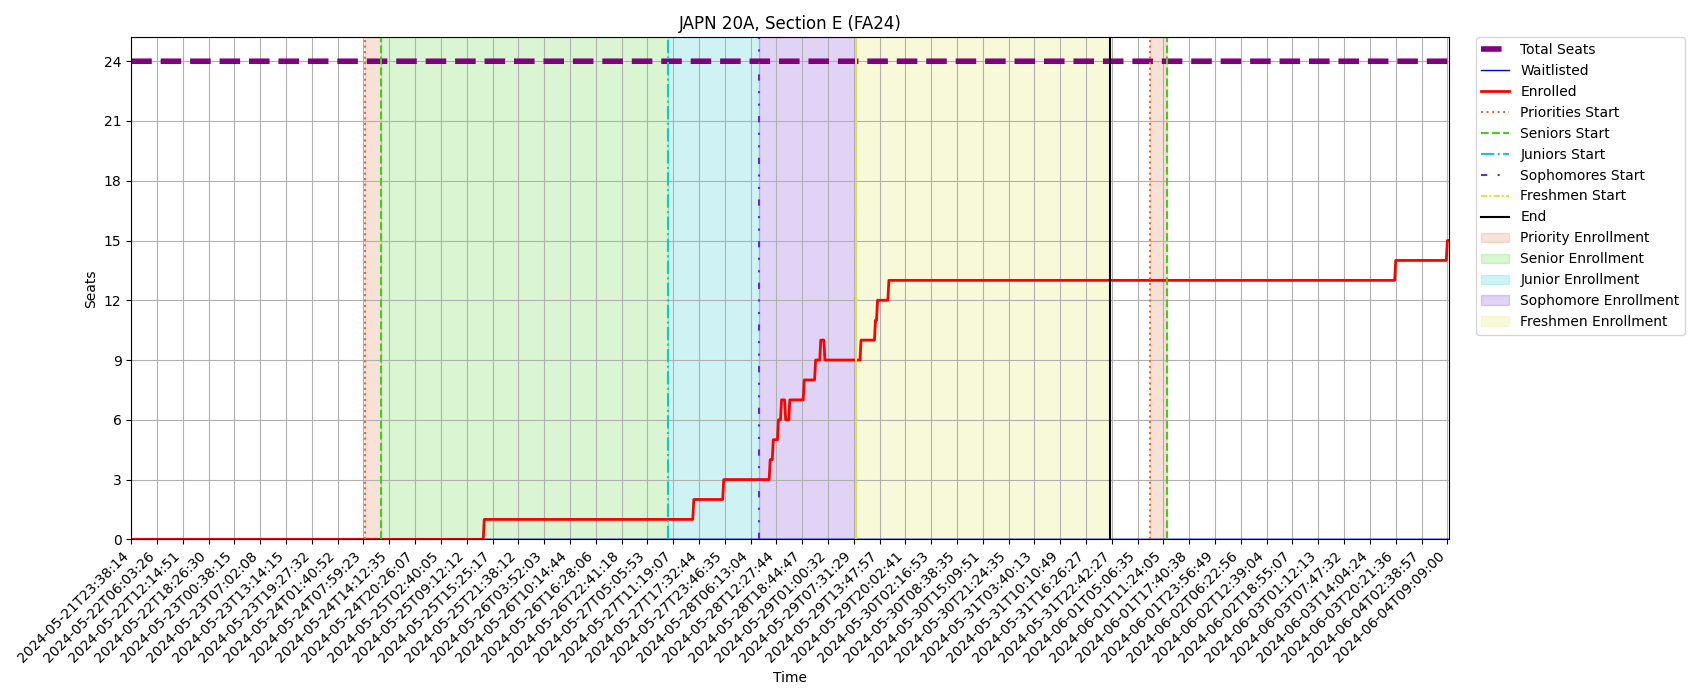 JAPN 20A, Section E (FA24)
Seats
24
21
18
15
12
9
6
3
0
2024-05-21T23:38:14
2024-05-22T06:03:26
2024-05-22T12:14:51
2024-05-22T18:26:30
2024-05-23T00:38:15
2024-05-23T07:02:08
2024-05-23T13:14:15
2024-05-23T19:27:32
2024-05-24T01:40:52
2024-05-24T07:59:23
2024-05-24T14:12:35
2024-05-24T20:26:07
2024-05-25T02:40:05
2024-05-25T09:12:12
2024-05-25T15:25:17
2024-05-25T21:38:12
2024-05-26T03:52:03
2024-05-26T10:14:44
2024-05-26T16:28:06
2024-05-26T22:41:18
2024-05-27T05:05:53
2024-05-27T11:19:07
2024-05-27T17:32:44
2024-05-27T23:46:35
2024-05-28T06:13:04
2024-05-28T12:27:44
2024-05-28T18:44:47
2024-05-29T01:00:32
2024-05-29T07:31:29
2024-05-29T13:47:57
2024-05-29T20:02:41
2024-05-30T02:16:53
2024-05-30T08:38:35
2024-05-30T15:09:51
2024-05-30T21:24:35
2024-05-31T03:40:13
2024-05-31T10:10:49
2024-05-31T16:26:27
2024-05-31T22:42:27
2024-06-01T05:06:35
2024-06-01T11:24:05
2024-06-01T17:40:38
2024-06-01T23:56:49
2024-06-02T06:22:56
2024-06-02T12:39:04
2024-06-02T18:55:07
2024-06-03T01:12:13
2024-06-03T07:47:32
2024-06-03T14:04:24
2024-06-03T20:21:36
2024-06-04T02:38:57
2024-06-04T09:09:00
Time
Total Seats
Waitlisted
Enrolled
Priorities Start
Seniors Start
Juniors Start
Sophomores Start
Freshmen Start
End
Priority Enrollment
Senior Enrollment
Junior Enrollment
Sophomore Enrollment
Freshmen Enrollment